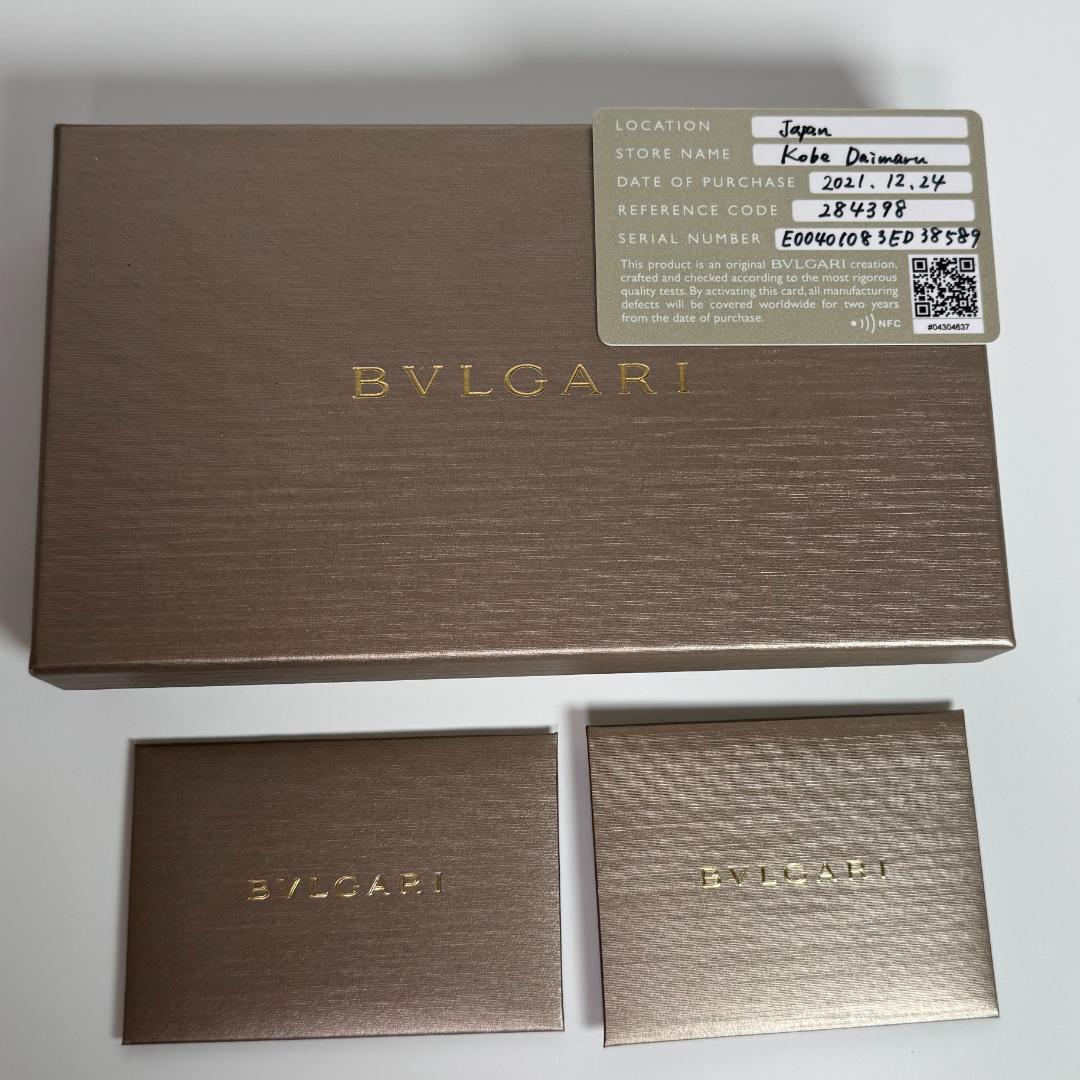 LOCATION Japan
STORE NAME Kobe Daimaru
DATE OF PURCHASE 2021.12.24
REFERENCE CODE 284398
SERIAL NUMBER E00401083ED38589
This product is an original BVLGARI creation,
crafted and checked according to the most rigorous
quality tests. By activating this card, all manufacturing
defects will be covered worldwide for two years
from the date of purchase.
NFC
#04304637
BVLGARI
BVLGARI
BVLGARI